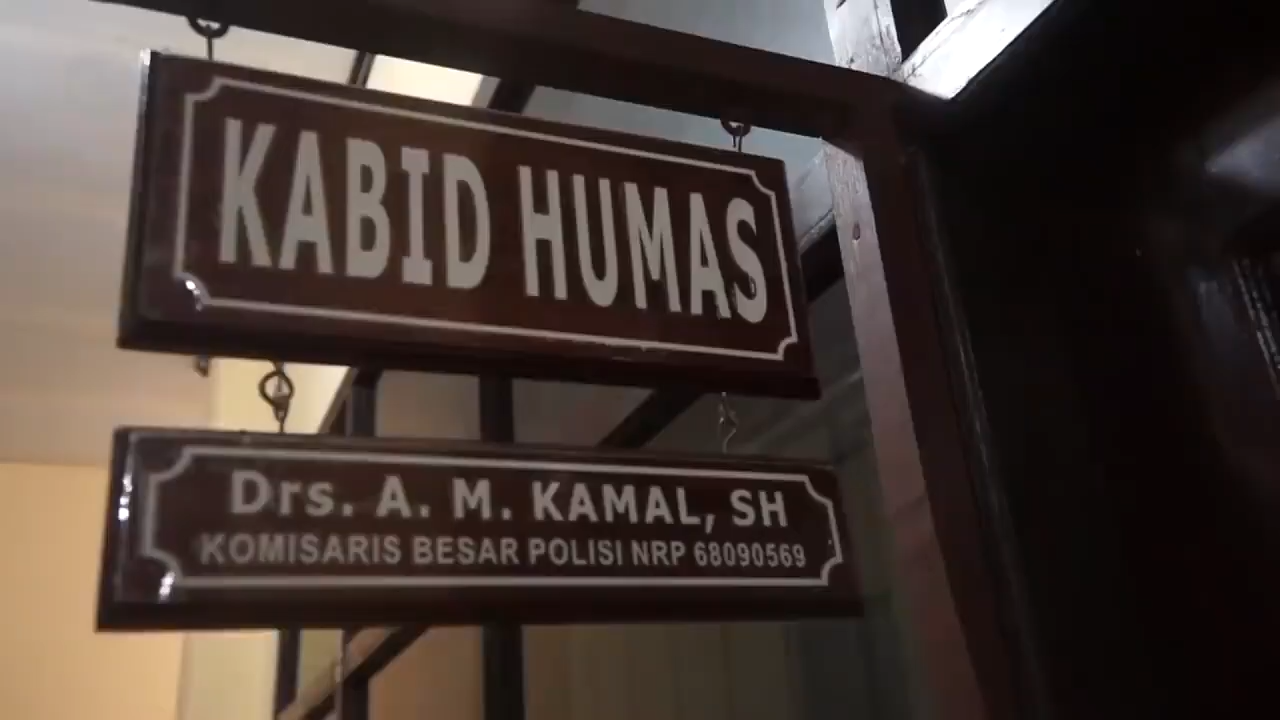 KABID HUMAS
Drs. A. M. KAMAL, SH
KOMISARIS BESAR POLISI NRP 68090569